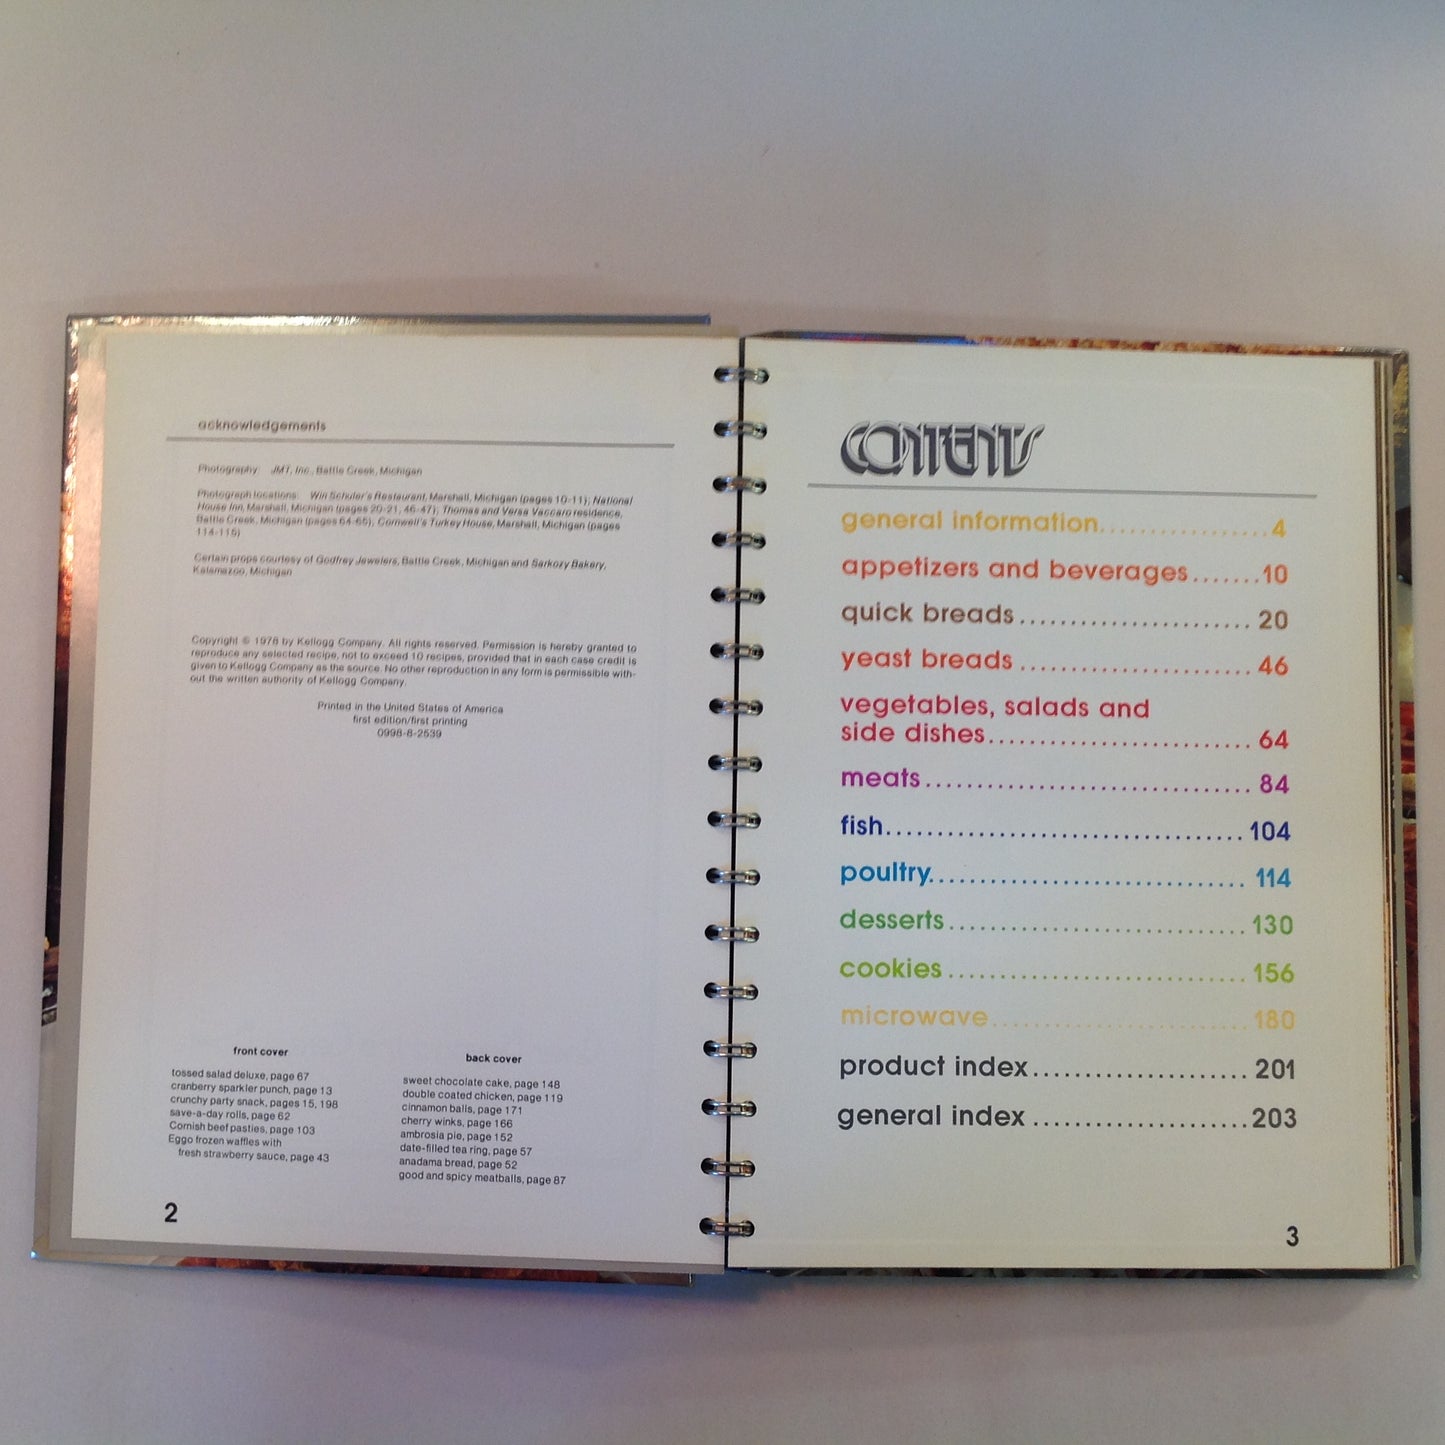 acknowledgements
Photography: JMT, Inc., Battle Creek, Michigan
Photograph locations: Win Schuler's Restaurant, Marshall, Michigan (pages 10-11); National
House Inn, Marshall, Michigan (pages 20-21, 46-47); Thomas and Versa Vaccaro residence,
Battle Creek, Michigan (pages 64-65); Cornwell's Turkey House, Marshall, Michigan (pages
114-115)
Certain props courtesy of Godfrey Jewelers, Battle Creek, Michigan and Sarkozy Bakery,
Kalamazoo, Michigan
Copyright © 1978 by Kellogg Company. All rights reserved. Permission is hereby granted to
reproduce any selected recipe, not to exceed 10 recipes, provided that in each case credit is
given to Kellogg Company as the source. No other reproduction in any form is permissible with-
out the written authority of Kellogg Company.
Printed in the United States of America
first edition/first printing
0998-8-2539
front cover
tossed salad deluxe, page 67
cranberry sparkler punch, page 13
crunchy party snack, pages 15, 198
save-a-day rolls, page 62
Cornish beef pasties, page 103
Eggo frozen waffles with
fresh strawberry sauce, page 43
back cover
sweet chocolate cake, page 148
double coated chicken, page 119
cinnamon balls, page 171
cherry winks, page 166
ambrosia pie, page 152
date-filled tea ring, page 57
anadama bread, page 52
good and spicy meatballs, page 87
2
CONTENTS
general information.................4
appetizers and beverages.......10
quick breads....................... 20
yeast breads....................... 46
vegetables, salads and
side dishes.......................... 64
meats................................ 84
fish................................... 104
poultry............................... 114
desserts.............................. 130
cookies.............................. 156
microwave.......................... 180
product index..................... 201
general index.....................203
3